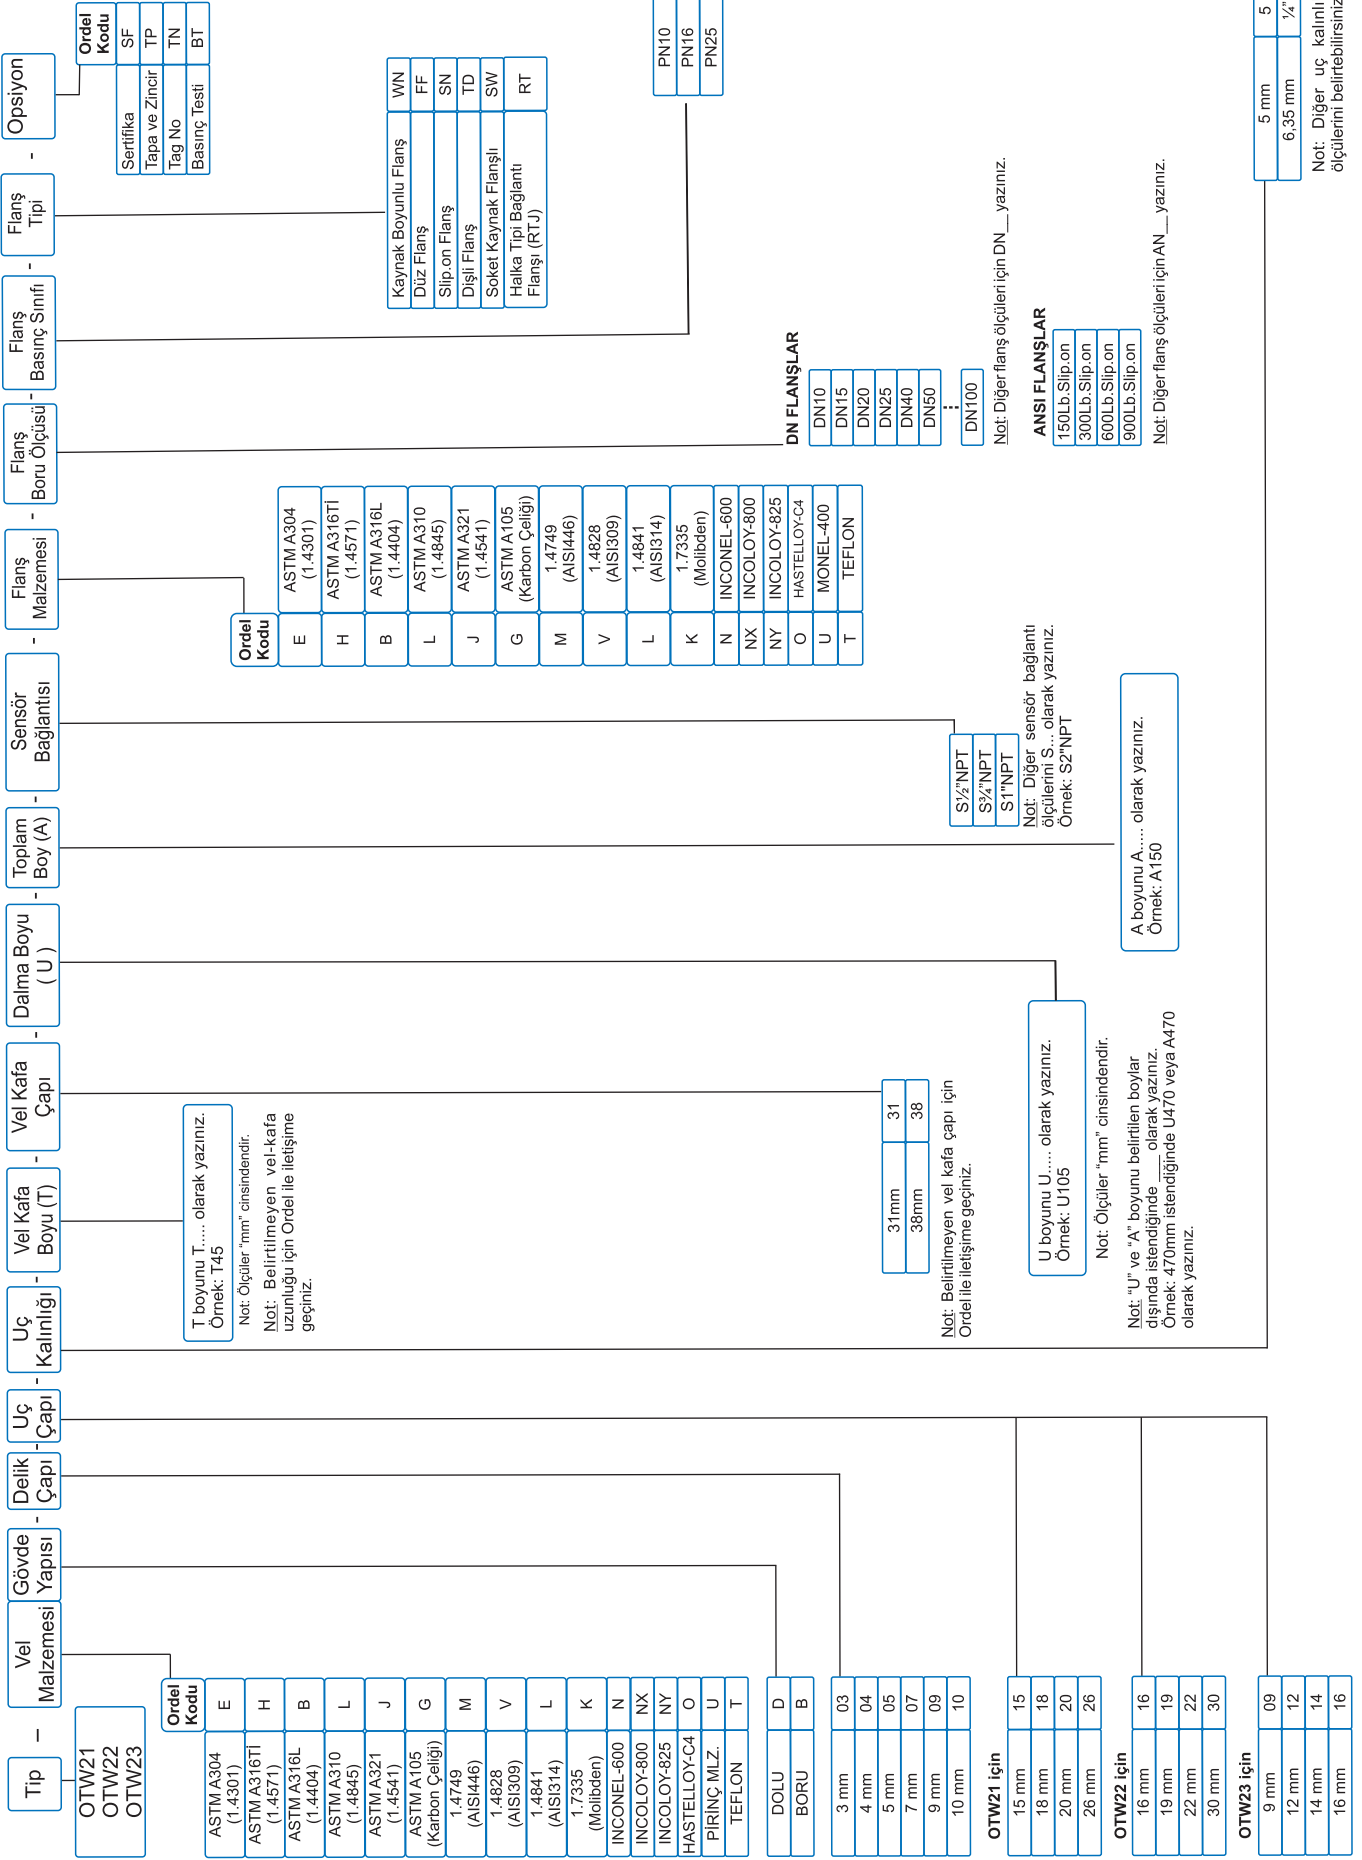 Tip
–
Vel
Malzemesi
Gövde
Yapısı
-
Delik
Çapı
-
Uç
Çapı
-
Uç
Kalınlığı
-
Vel Kafa
Boyu (T)
-
Vel Kafa
Çapı
-
Dalma Boyu
( U )
-
Toplam
Boy (A)
-
Sensör
Bağlantısı
-
Flanş
Malzemesi
-
Flanş
Boru Ölçüsü
-
Flanş
Basınç Sınıfı
-
Flanş
Tipi
-
Opsiyon
OTW21
OTW22
OTW23
Ordel
Kodu
ASTM A304
(1.4301)
E
ASTM A316Tİ
(1.4571)
H
ASTM A316L
(1.4404)
B
ASTM A310
(1.4845)
L
ASTM A321
(1.4541)
J
ASTM A105
(Karbon Çeliği)
G
1.4749
(AISI446)
M
1.4828
(AISI309)
V
1.4841
(AISI314)
L
1.7335
(Molibden)
K
INCONEL-600 N
INCOLOY-800 NX
INCOLOY-825 NY
HASTELLOY-C4 O
PİRİNÇ MLZ. U
TEFLON T
DOLU D
BORU B
3 mm 03
4 mm 04
5 mm 05
7 mm 07
9 mm 09
10 mm 10
OTW21 için
15 mm 15
18 mm 18
20 mm 20
26 mm 26
OTW22 için
16 mm 16
19 mm 19
22 mm 22
30 mm 30
OTW23 için
9 mm 09
12 mm 12
14 mm 14
16 mm 16
T boyunu T..... olarak yazınız.
Örnek: T45
Not: Ölçüler “mm” cinsindendir.
Not: Belirtilmeyen vel-kafa
uzunluğu için Ordel ile iletişime
geçiniz.
31mm 31
38mm 38
Not: Belirtilmeyen vel kafa çapı için
Ordel ile iletişime geçiniz.
U boyunu U..... olarak yazınız.
Örnek: U105
Not: Ölçüler “mm” cinsindendir.
Not: “U” ve “A” boyunu belirtilen boylar
dışında istendiğinde ___ olarak yazınız.
Örnek: 470mm istendiğinde U470 veya A470
olarak yazınız.
A boyunu A..... olarak yazınız.
Örnek: A150
S½”NPT
S¾”NPT
S1"NPT
Not: Diğer sensör bağlantı
ölçülerini S... olarak yazınız.
Örnek: S2"NPT
Ordel
Kodu
E
ASTM A304
(1.4301)
H
ASTM A316Tİ
(1.4571)
B
ASTM A316L
(1.4404)
L
ASTM A310
(1.4845)
J
ASTM A321
(1.4541)
G
ASTM A105
(Karbon Çeliği)
M
1.4749
(AISI446)
V
1.4828
(AISI309)
L
1.4841
(AISI314)
K
1.7335
(Molibden)
N INCONEL-600
NX INCOLOY-800
NY INCOLOY-825
O HASTELLOY-C4
U MONEL-400
T TEFLON
DN FLANŞLAR
DN10
DN15
DN20
DN25
DN40
DN50
DN100
Not: Diğer flanş ölçüleri için DN__ yazınız.
ANSI FLANŞLAR
150Lb.Slip.on
300Lb.Slip.on
600Lb.Slip.on
900Lb.Slip.on
Not: Diğer flanş ölçüleri için AN__ yazınız.
PN10
PN16
PN25
Kaynak Boyunlu Flanş WN
Düz Flanş FF
Slip.on Flanş SN
Dişli Flanş TD
Soket Kaynak Flanşlı SW
Halka Tipi Bağlantı
Flanşı (RTJ)
RT
Ordel
Kodu
Sertifika SF
Tapa ve Zincir TP
Tag No TN
Basınç Testi BT
5 mm 5
6,35 mm ¼”
Not: Diğer uç kalınlı
ölçülerini belirtebilirsiniz